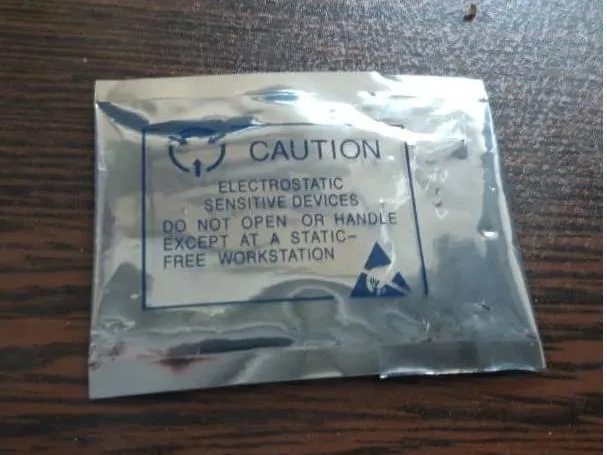 CAUTION
ELECTROSTATIC
SENSITIVE DEVICES
DO NOT OPEN OR HANDLE
EXCEPT AT A STATIC-
FREE WORKSTATION